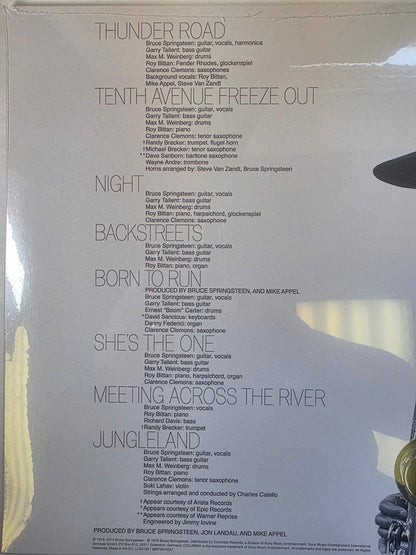 THUNDER ROAD
Bruce Springsteen: guitar, vocals, harmonica
Garry Tallent: bass guitar
Max M. Weinberg: drums
Roy Bittan: Fender Rhodes, glockenspiel
Clarence Clemons: saxophones
Background vocals: Roy Bittan,
Mike Appel, Steve Van Zandt
TENTH AVENUE FREEZE OUT
Bruce Springsteen: guitar, vocals
Garry Tallent: bass guitar
Max M. Weinberg: drums
Roy Bittan: piano
Clarence Clemons: tenor saxophone
†Randy Brecker: trumpet, flugel horn
†Michael Brecker: tenor saxophone
**Dave Sanborn: baritone saxophone
Wayne Andre: trombone
Horns arranged by: Steve Van Zandt, Bruce Springsteen
NIGHT
Bruce Springsteen: guitar, vocals
Garry Tallent: bass guitar
Max M. Weinberg: drums
Roy Bittan: piano, harpsichord, glockenspiel
Clarence Clemons: saxophone
BACKSTREETS
Bruce Springsteen: guitar, vocals
Garry Tallent: bass guitar
Max M. Weinberg: drums
Roy Bittan: piano, organ
BORN TO RUN
PRODUCED BY BRUCE SPRINGSTEEN, AND MIKE APPEL
Bruce Springsteen: guitar, vocals
Garry Tallent: bass guitar
Ernest "Boom" Carter: drums
*David Sancious: keyboards
Danny Federici: organ
Clarence Clemons: saxophone
SHE'S THE ONE
Bruce Springsteen: guitar, vocals
Garry Tallent: bass guitar
Max M. Weinberg: drums
Roy Bittan: piano, harpsichord, organ
Clarence Clemons: saxophone
MEETING ACROSS THE RIVER
Bruce Springsteen: vocals
Roy Bittan: piano
Richard Davis: bass
†Randy Brecker: trumpet
JUNGLELAND
Bruce Springsteen: guitar, vocals
Garry Tallent: bass guitar
Max M. Weinberg: drums
Roy Bittan: piano, organ
Clarence Clemons: tenor saxophone
Suki Lahav: violin
Strings arranged and conducted by Charles Calello
†Appear courtesy of Arista Records
*Appears courtesy of Epic Records
**Appears courtesy of Warner Reprise
Engineered by Jimmy Iovine
PRODUCED BY BRUCE SPRINGSTEEN, JON LANDAU, AND MIKE APPEL